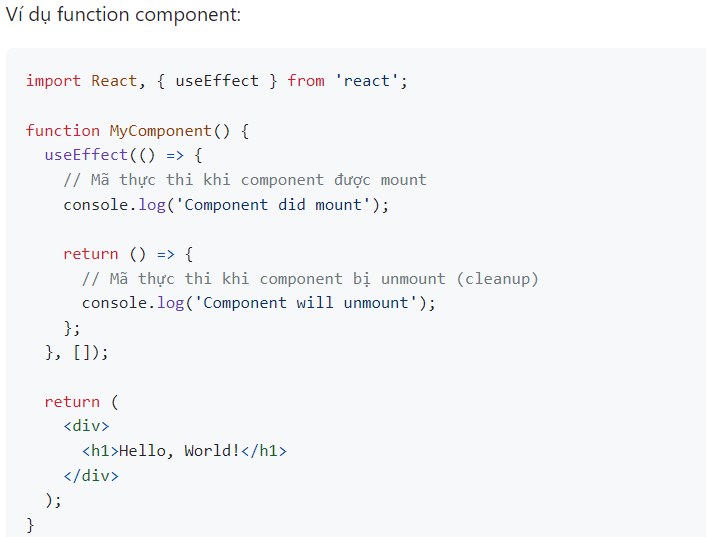 Ví dụ function component:
import React, { useEffect } from 'react';
function MyComponent() {
  useEffect(() => {
    // Mã thực thi khi component được mount
    console.log('Component did mount');
    return () => {
      // Mã thực thi khi component bị unmount (cleanup)
      console.log('Component will unmount');
    };
  }, []);
  return (
    <div>
      <h1>Hello, World!</h1>
    </div>
  );
}